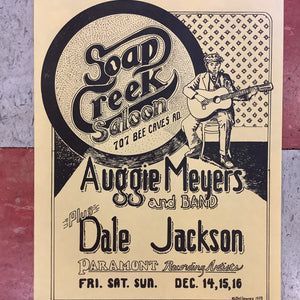 Soap
Creek
Saloon
707 BEE CAVES RD.
Auggie Meyers
and BAND
Plus
Dale Jackson
PARAMOUNT Recording Artists
FRI. SAT. SUN. DEC. 14, 15, 16